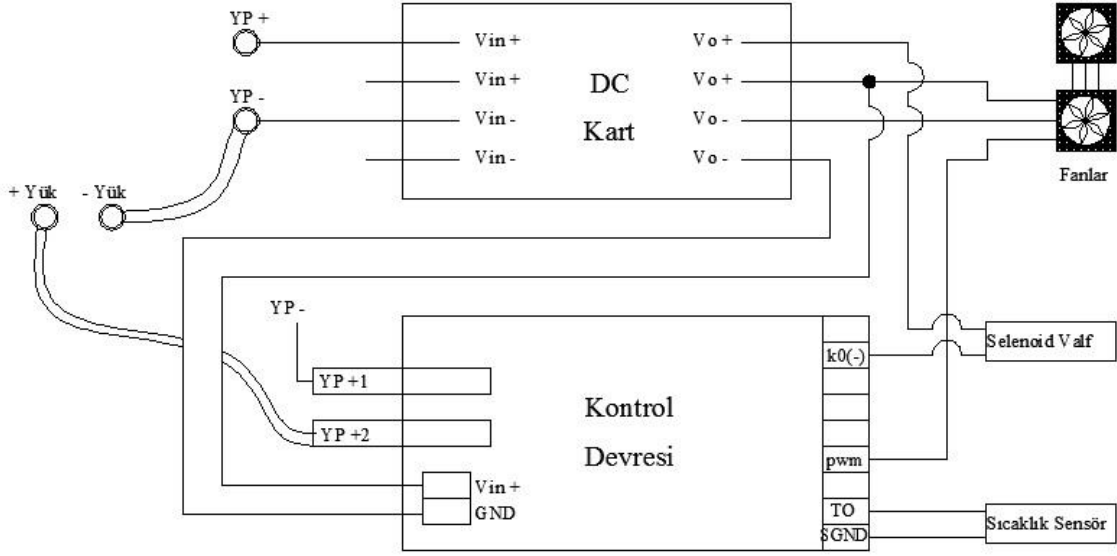 YP +
YP -
+ Yük
- Yük
Vin +
Vin +
Vin -
Vin -
DC
Kart
Vo +
Vo +
Vo -
Vo -
Fanlar
YP -
YP +1
YP +2
Vin +
GND
Kontrol
Devresi
k0(-)
pwm
TO
SGND
Selenoid Valf
Sıcaklık Sensör